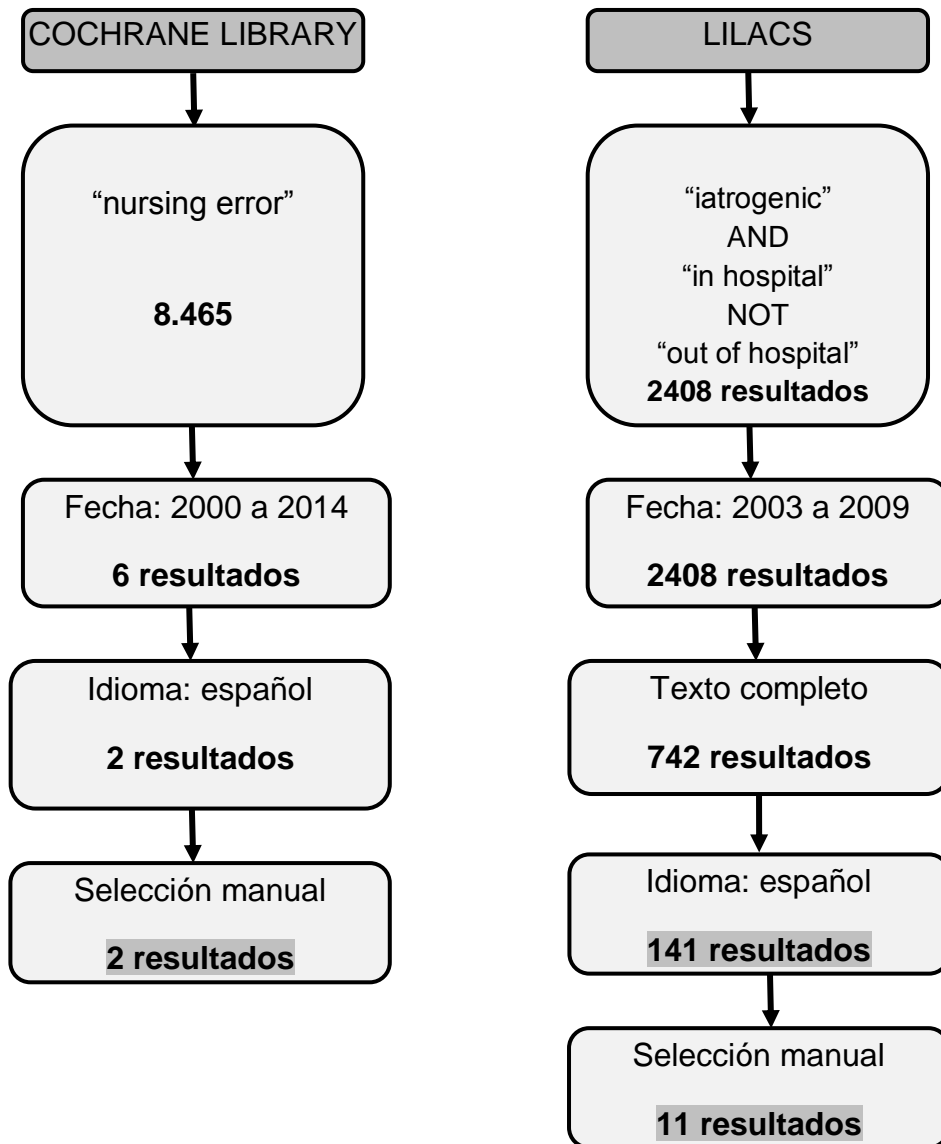 COCHRANE LIBRARY
“nursing error”
8.465
Fecha: 2000 a 2014
6 resultados
Idioma: español
2 resultados
Selección manual
2 resultados
LILACS
“iatrogenic”
AND
“in hospital”
NOT
“out of hospital”
2408 resultados
Fecha: 2003 a 2009
2408 resultados
Texto completo
742 resultados
Idioma: español
141 resultados
Selección manual
11 resultados